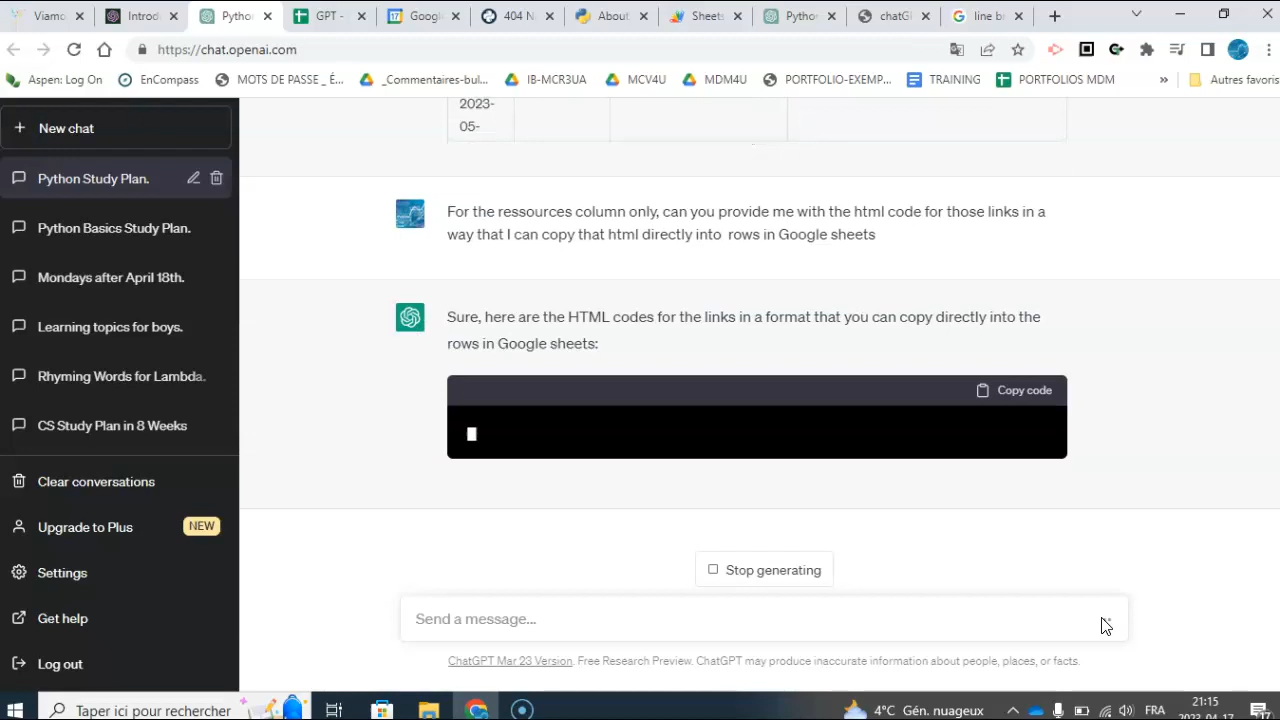 Viamo
Introd
Pytho
GPT -
Googl
404 N
About
Sheets
Pytho
chatG
line b
https://chat.openai.com
Aspen: Log On
EnCompass
MOTS DE PASSE _ É...
_Commentaires-bul...
IB-MCR3UA
MCV4U
MDM4U
PORTFOLIO-EXEMP...
TRAINING
PORTFOLIOS MDM
»
Autres favoris
New chat
Python Study Plan.
Python Basics Study Plan.
Mondays after April 18th.
Learning topics for boys.
Rhyming Words for Lambda.
CS Study Plan in 8 Weeks
Clear conversations
Upgrade to Plus
NEW
Settings
Get help
Log out
2023-
05-
For the ressources column only, can you provide me with the html code for those links in a
way that I can copy that html directly into rows in Google sheets
Sure, here are the HTML codes for the links in a format that you can copy directly into the
rows in Google sheets:
Copy code
Stop generating
Send a message...
ChatGPT Mar 23 Version. Free Research Preview. ChatGPT may produce inaccurate information about people, places, or facts.
Taper ici pour rechercher
4°C Gén. nuageux
FRA
21:15
2023-04-17